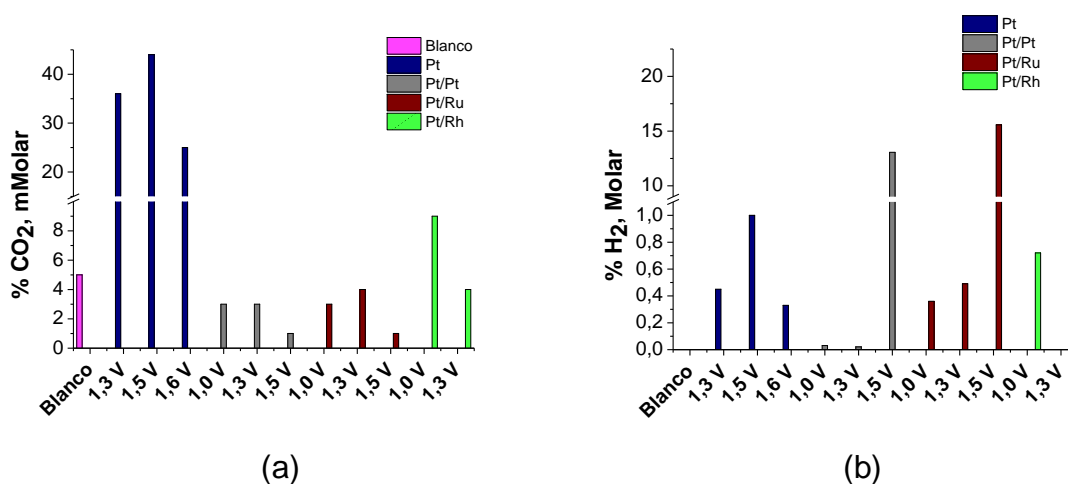 % CO2, mMolar
40
30
20
8
6
4
2
0
Blanco
Pt
Pt/Pt
Pt/Ru
Pt/Rh
Blanco
1,3 V
1,5 V
1,6 V
1,0 V
1,3 V
1,5 V
1,0 V
1,3 V
1,5 V
1,0 V
1,3 V
(a)
% H2, Molar
20
15
10
1,0
0,8
0,6
0,4
0,2
0,0
Pt
Pt/Pt
Pt/Ru
Pt/Rh
Blanco
1,3 V
1,5 V
1,6 V
1,0 V
1,3 V
1,5 V
1,0 V
1,3 V
1,5 V
1,0 V
1,3 V
(b)